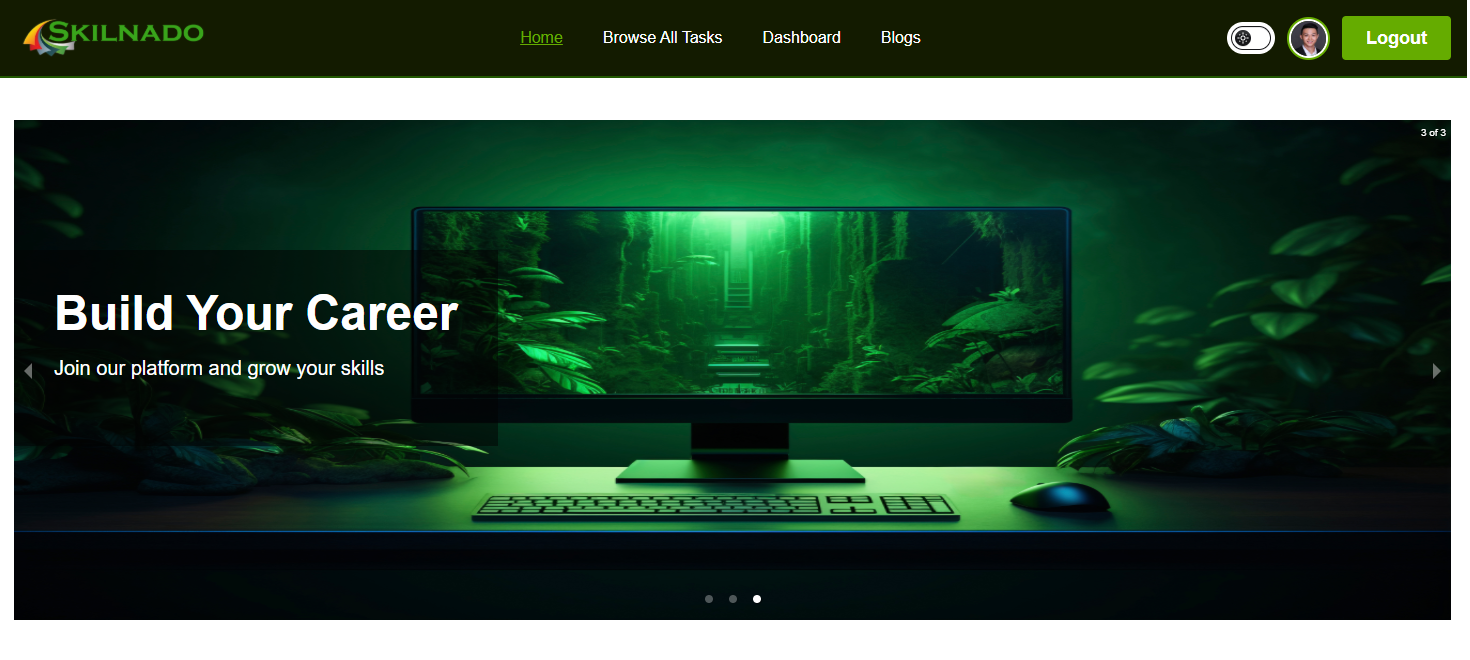 SKILNADO
Home
Browse All Tasks
Dashboard
Blogs
Logout
3 of 3
Build Your Career
Join our platform and grow your skills